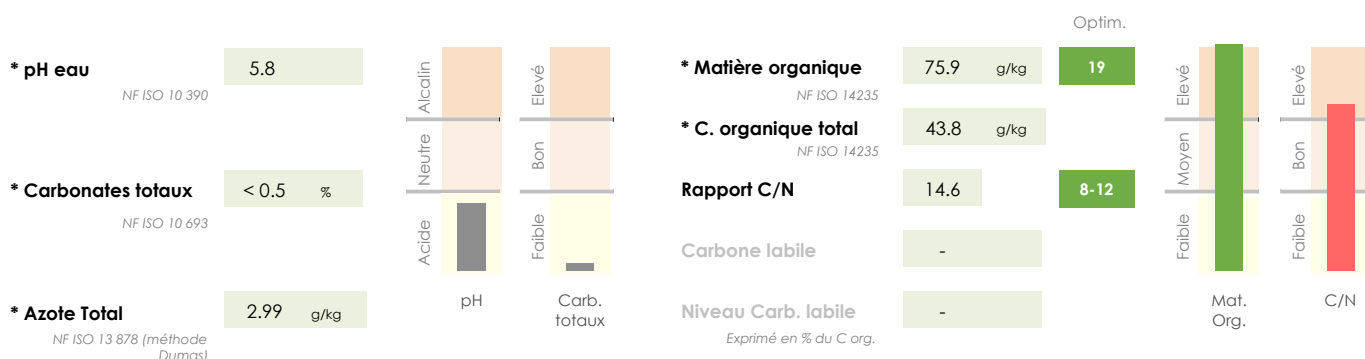 * pH eau
5.8
NF ISO 10 390
* Carbonates totaux
< 0.5 %
NF ISO 10 693
* Azote Total
2.99 g/kg
NF ISO 13 878 (méthode
Dumas)
Alcalin
Neutre
Acide
pH
Elevé
Bon
Faible
Carb.
totaux
Optim.
* Matière organique
75.9 g/kg
19
NF ISO 14235
* C. organique total
43.8 g/kg
NF ISO 14235
Rapport C/N
14.6
8-12
Carbone labile
-
Niveau Carb. labile
-
Exprimé en % du C org.
Elevé
Moyen
Faible
Mat.
Org.
Elevé
Bon
Faible
C/N